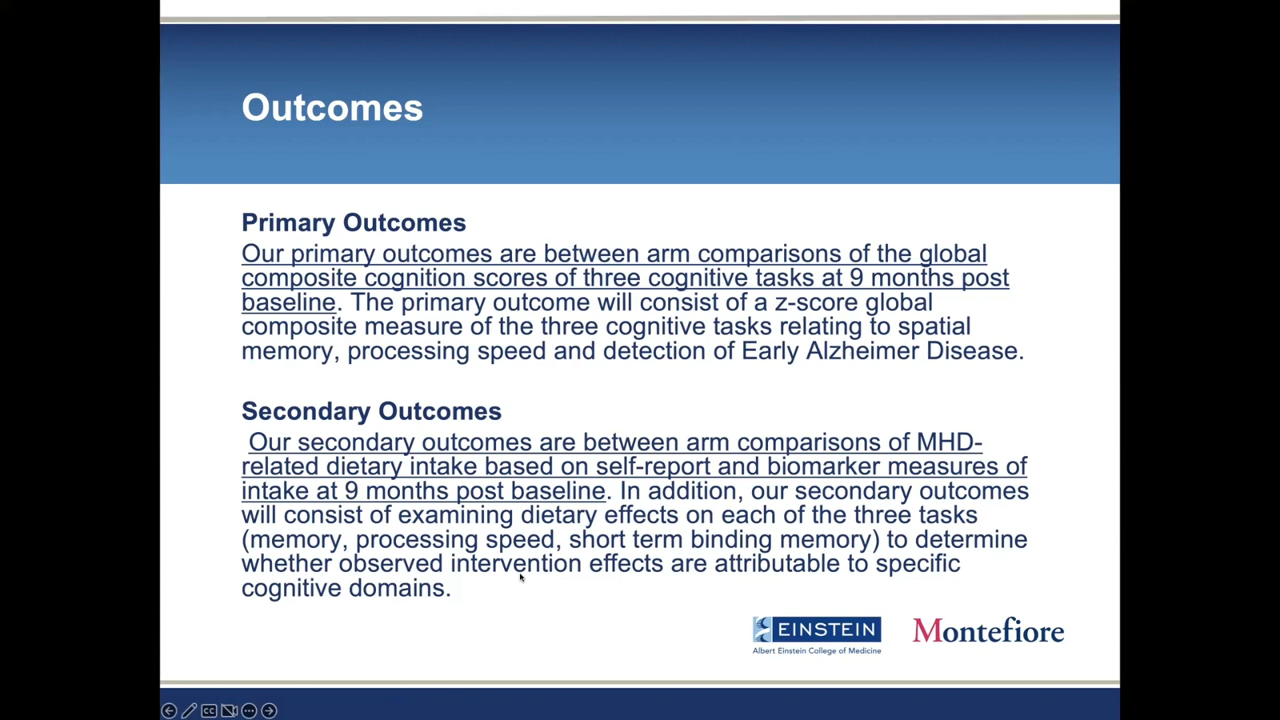 Outcomes
Primary Outcomes
Our primary outcomes are between arm comparisons of the global
composite cognition scores of three cognitive tasks at 9 months post
baseline. The primary outcome will consist of a z-score global
composite measure of the three cognitive tasks relating to spatial
memory, processing speed and detection of Early Alzheimer Disease.
Secondary Outcomes
Our secondary outcomes are between arm comparisons of MHD-
related dietary intake based on self-report and biomarker measures of
intake at 9 months post baseline. In addition, our secondary outcomes
will consist of examining dietary effects on each of the three tasks
(memory, processing speed, short term binding memory) to determine
whether observed intervention effects are attributable to specific
cognitive domains.
EINSTEIN
Albert Einstein College of Medicine
Montefiore
CC